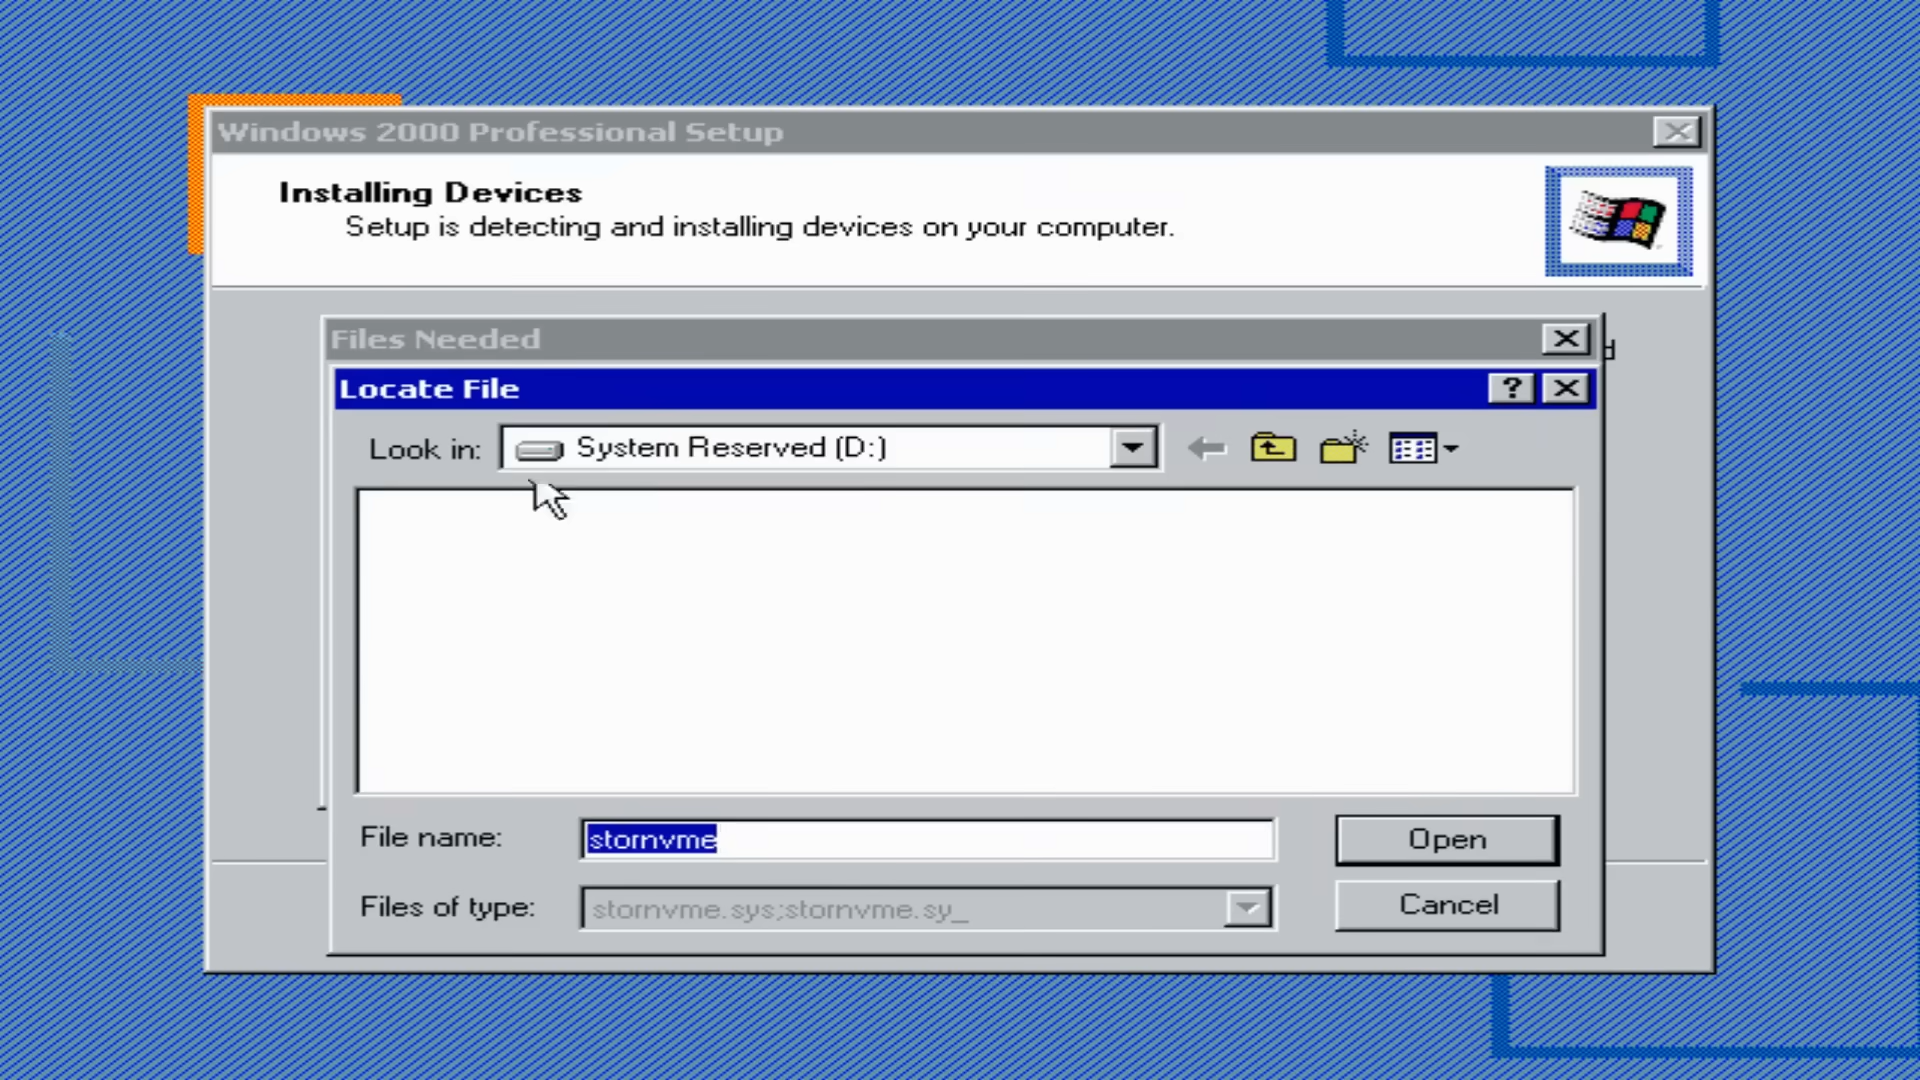 Windows 2000 Professional Setup
Installing Devices
Setup is detecting and installing devices on your computer.
Files Needed
Locate File
Look in: System Reserved (D:)
File name: stornvme
Open
Files of type: stornvme.sys;stornvme.sy_
Cancel